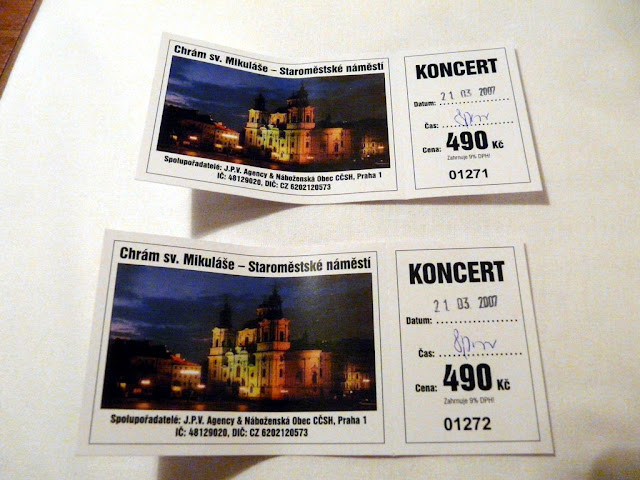 Chrám sv. Mikuláše – Staroměstské náměstí
Spolupořadatelé: J.P.V. Agency & Náboženská Obec CČSH, Praha 1
IČ: 48129020, DIČ: CZ 6202120573
KONCERT
21 03. 2007
Datum:
Čas: 8pm
Cena: 490 Kč
Zahrnuje 9% DPH!
01271
Chrám sv. Mikuláše – Staroměstské náměstí
Spolupořadatelé: J.P.V. Agency & Náboženská Obec CČSH, Praha 1
IČ: 48129020, DIČ: CZ 6202120573
KONCERT
21 03. 2007
Datum:
Čas: 8pm
Cena: 490 Kč
Zahrnuje 9% DPH!
01272